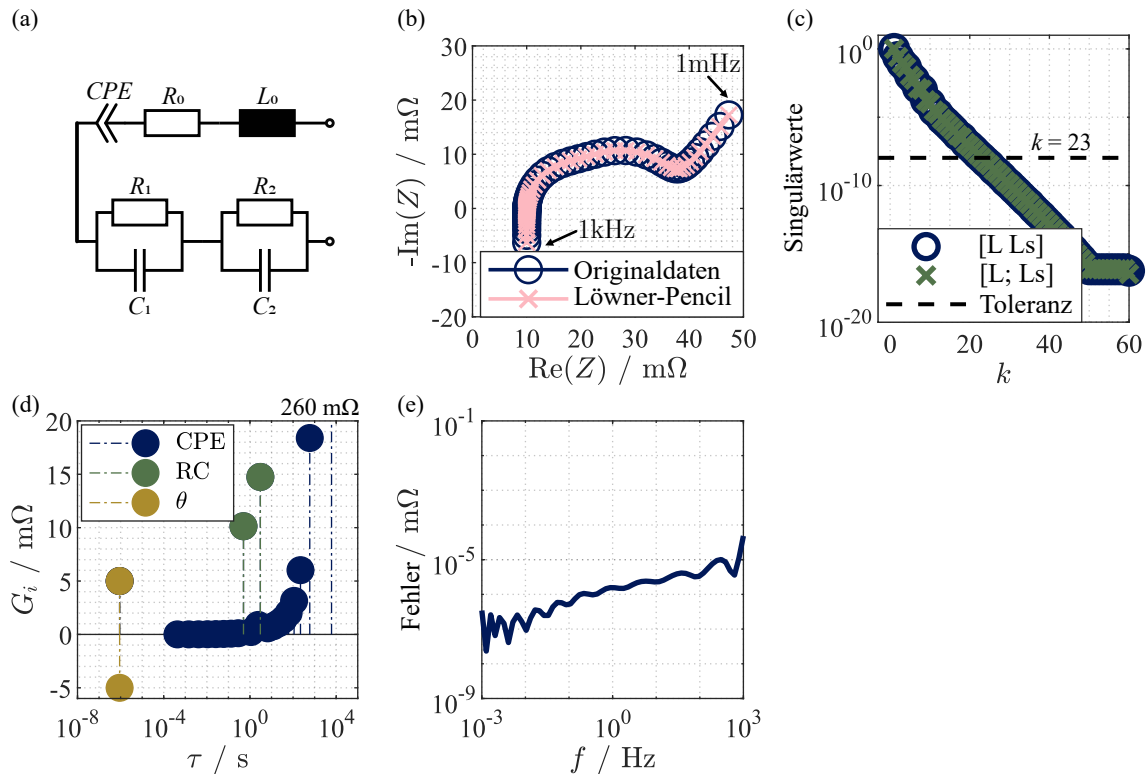 (a)
CPE
R₀
L₀
R₁
R₂
C₁
C₂
(b)
30
20
10
0
-10
-20
-Im(Z) / mΩ
1mHz
1kHz
Originaldaten
Löwner-Pencil
0
10
20
30
40
50
Re(Z) / mΩ
(c)
10⁰
10⁻¹⁰
10⁻²⁰
Singulärwerte
k = 23
[L Ls]
[L; Ls]
Toleranz
0
20
40
60
k
(d)
260 mΩ
20
15
10
5
0
-5
G_i / mΩ
CPE
RC
θ
10⁻⁸
10⁻⁴
10⁰
10⁴
τ / s
(e)
10⁻¹
10⁻⁵
10⁻⁹
Fehler / mΩ
10⁻³
10⁰
10³
f / Hz